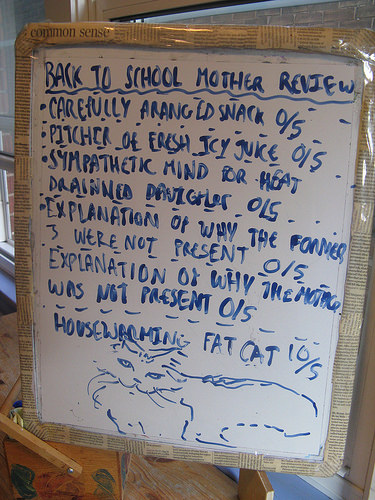 common sense
BACK TO SCHOOL MOTHER REVIEW
• CAREFULLY ARANGID SNACK 0/5
• PITCHER OF FRESH ICY JUICE 0/5
• SYMPATHETIC MIND FOR HEAT
DRAINNED DAUGHTER 0/5
• EXPLANATION OF WHY THE FORMER
3 WERE NOT PRESENT 0/5
EXPLANATION OF WHY THE MOTHER
WAS NOT PRESENT 0/5
HOUSEWARMING FAT CAT 10/5